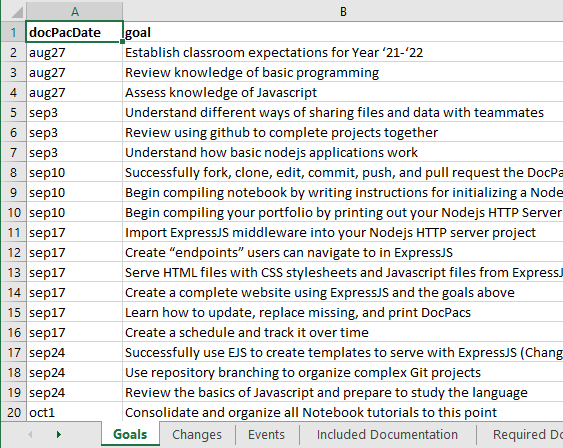 A B
1 docPacDate goal
2 aug27 Establish classroom expectations for Year ‘21-‘22
3 aug27 Review knowledge of basic programming
4 aug27 Assess knowledge of Javascript
5 sep3 Understand different ways of sharing files and data with teammates
6 sep3 Review using github to complete projects together
7 sep3 Understand how basic nodejs applications work
8 sep10 Successfully fork, clone, edit, commit, push, and pull request the DocPa
9 sep10 Begin compiling notebook by writing instructions for initializing a Node
10 sep10 Begin compiling your portfolio by printing out your Nodejs HTTP Server
11 sep17 Import ExpressJS middleware into your Nodejs HTTP server project
12 sep17 Create “endpoints” users can navigate to in ExpressJS
13 sep17 Serve HTML files with CSS stylesheets and Javascript files from ExpressJ
14 sep17 Create a complete website using ExpressJS and the goals above
15 sep17 Learn how to update, replace missing, and print DocPacs
16 sep17 Create a schedule and track it over time
17 sep24 Successfully use EJS to create templates to serve with ExpressJS (Chang
18 sep24 Use repository branching to organize complex Git projects
19 sep24 Review the basics of Javascript and prepare to study the language
20 oct1 Consolidate and organize all Notebook tutorials to this point
Goals Changes Events Included Documentation Required Do